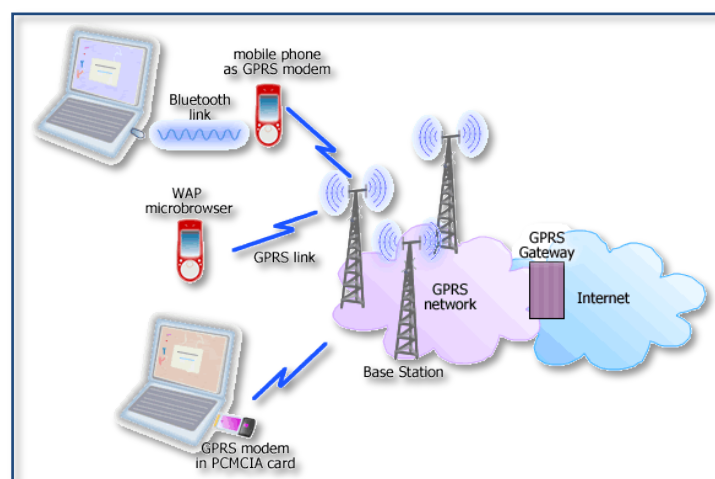 mobile phone
as GPRS modem
Bluetooth
link
WAP
microbrowser
GPRS link
GPRS
Gateway
GPRS
network
Internet
Base Station
GPRS modem
in PCMCIA card